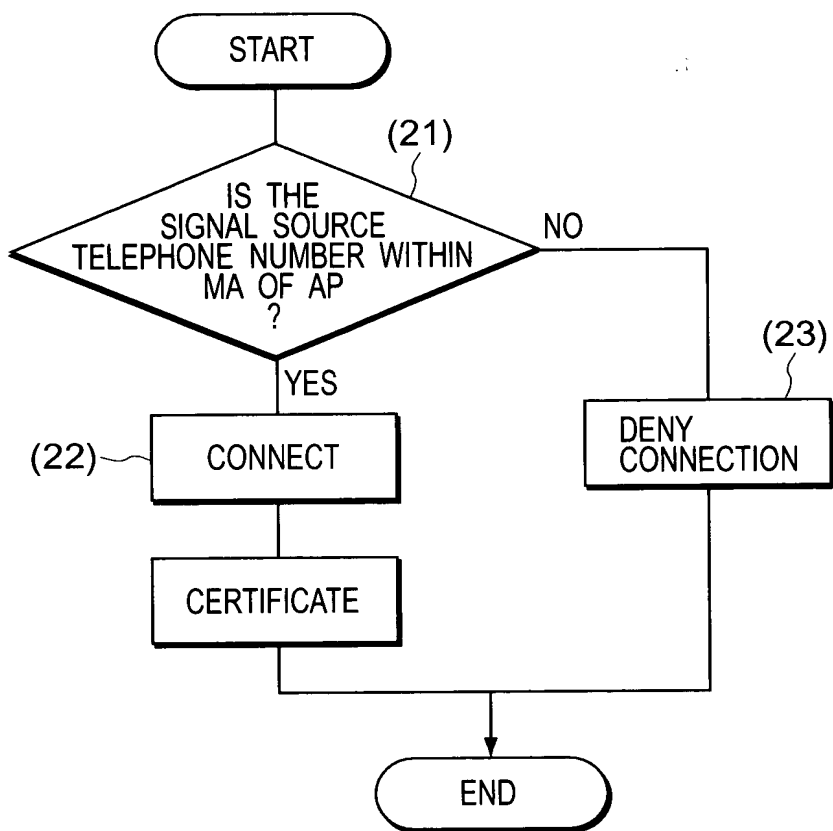 START
(21)
IS THE
SIGNAL SOURCE
TELEPHONE NUMBER WITHIN
MA OF AP
?
NO
YES
(23)
(22)
CONNECT
DENY
CONNECTION
CERTIFICATE
END